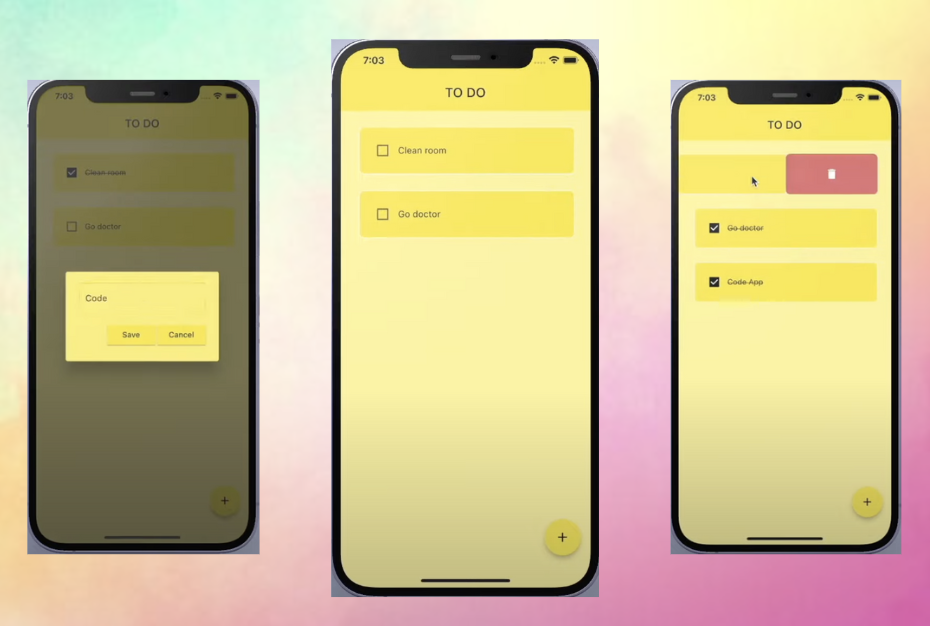 7:03
TO DO
Clean room
Go doctor
Code
Save
Cancel
+
7:03
TO DO
Clean room
Go doctor
+
7:03
TO DO
Go doctor
Code App
+